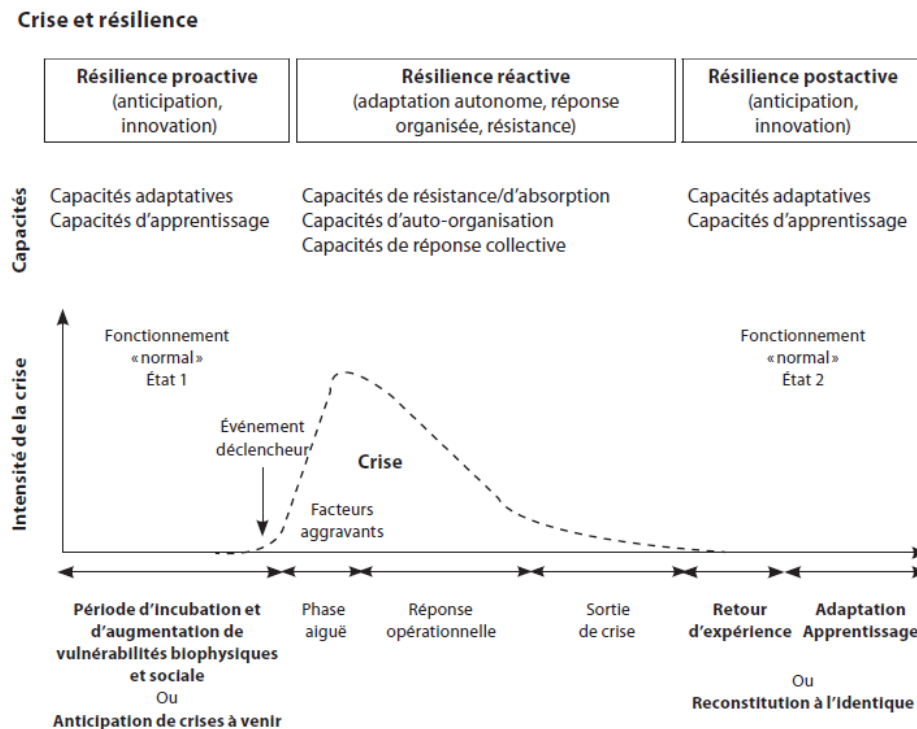 Crise et résilience
Résilience proactive
(anticipation,
innovation)
Résilience réactive
(adaptation autonome, réponse
organisée, résistance)
Résilience postactive
(anticipation,
innovation)
Capacités
Capacités adaptatives
Capacités d’apprentissage
Capacités de résistance/d’absorption
Capacités d’auto-organisation
Capacités de réponse collective
Capacités adaptatives
Capacités d’apprentissage
Intensité de la crise
Fonctionnement
«normal»
État 1
Événement
déclencheur
Crise
Facteurs
aggravants
Fonctionnement
«normal»
État 2
Période d’incubation et
d’augmentation de
vulnérabilités biophysiques
et sociale
Ou
Anticipation de crises à venir
Phase
aiguë
Réponse
opérationnelle
Sortie
de crise
Retour
d’expérience
Adaptation
Apprentissage
Ou
Reconstitution à l’identique